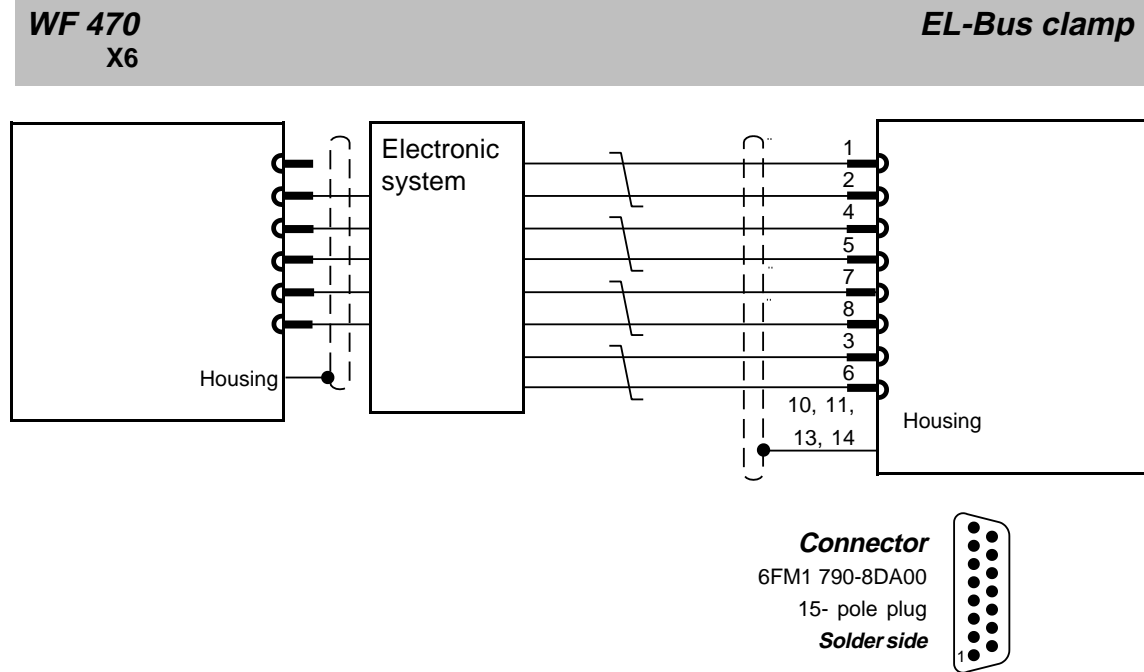 WF 470
X6
EL-Bus clamp
Electronic
system
1
2
4
5
7
8
3
6
10, 11,
13, 14
Housing
Housing
Connector
6FM1 790-8DA00
15- pole plug
Solder side
1